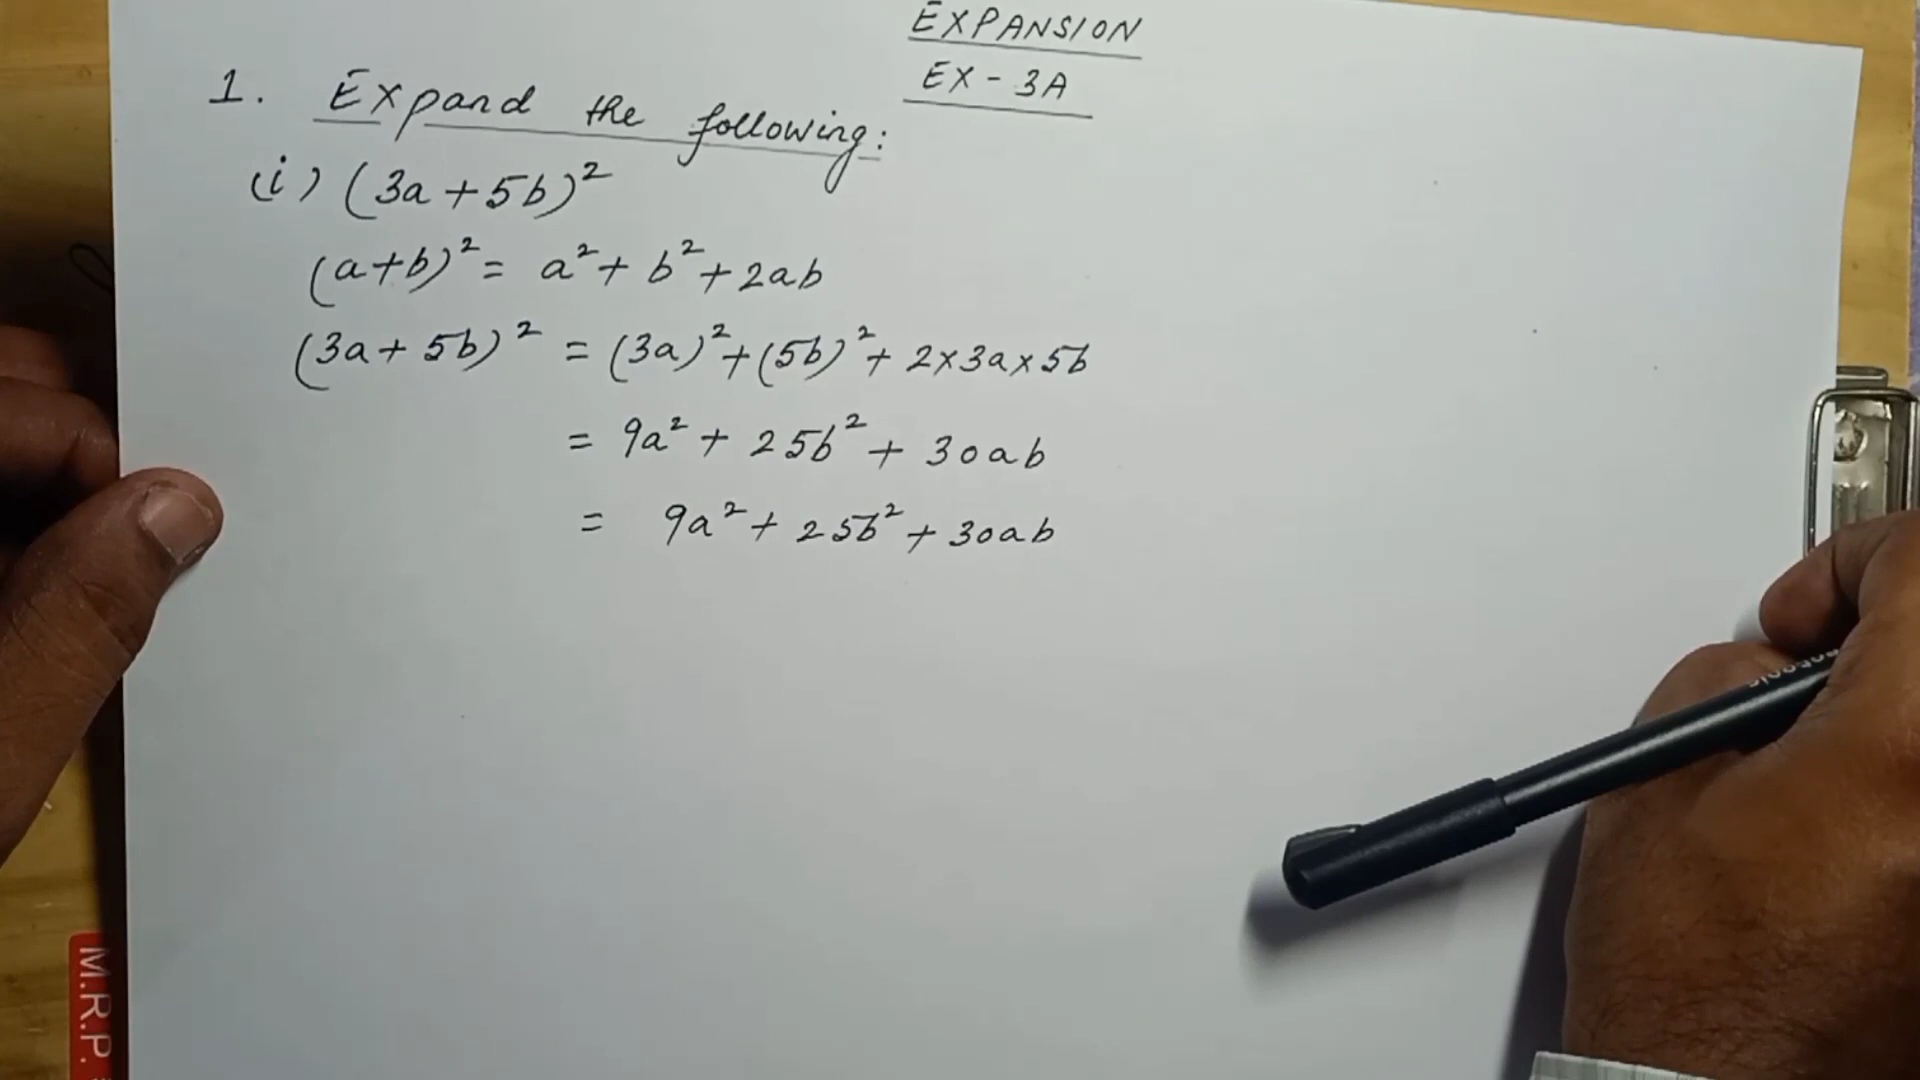 EXPANSION
EX - 3A
1. Expand the following:
(i) (3a + 5b)²
(a+b)² = a² + b² + 2ab
(3a + 5b)² = (3a)² + (5b)² + 2×3a×5b
= 9a² + 25b² + 30ab
= 9a² + 25b² + 30ab
M.R.P.